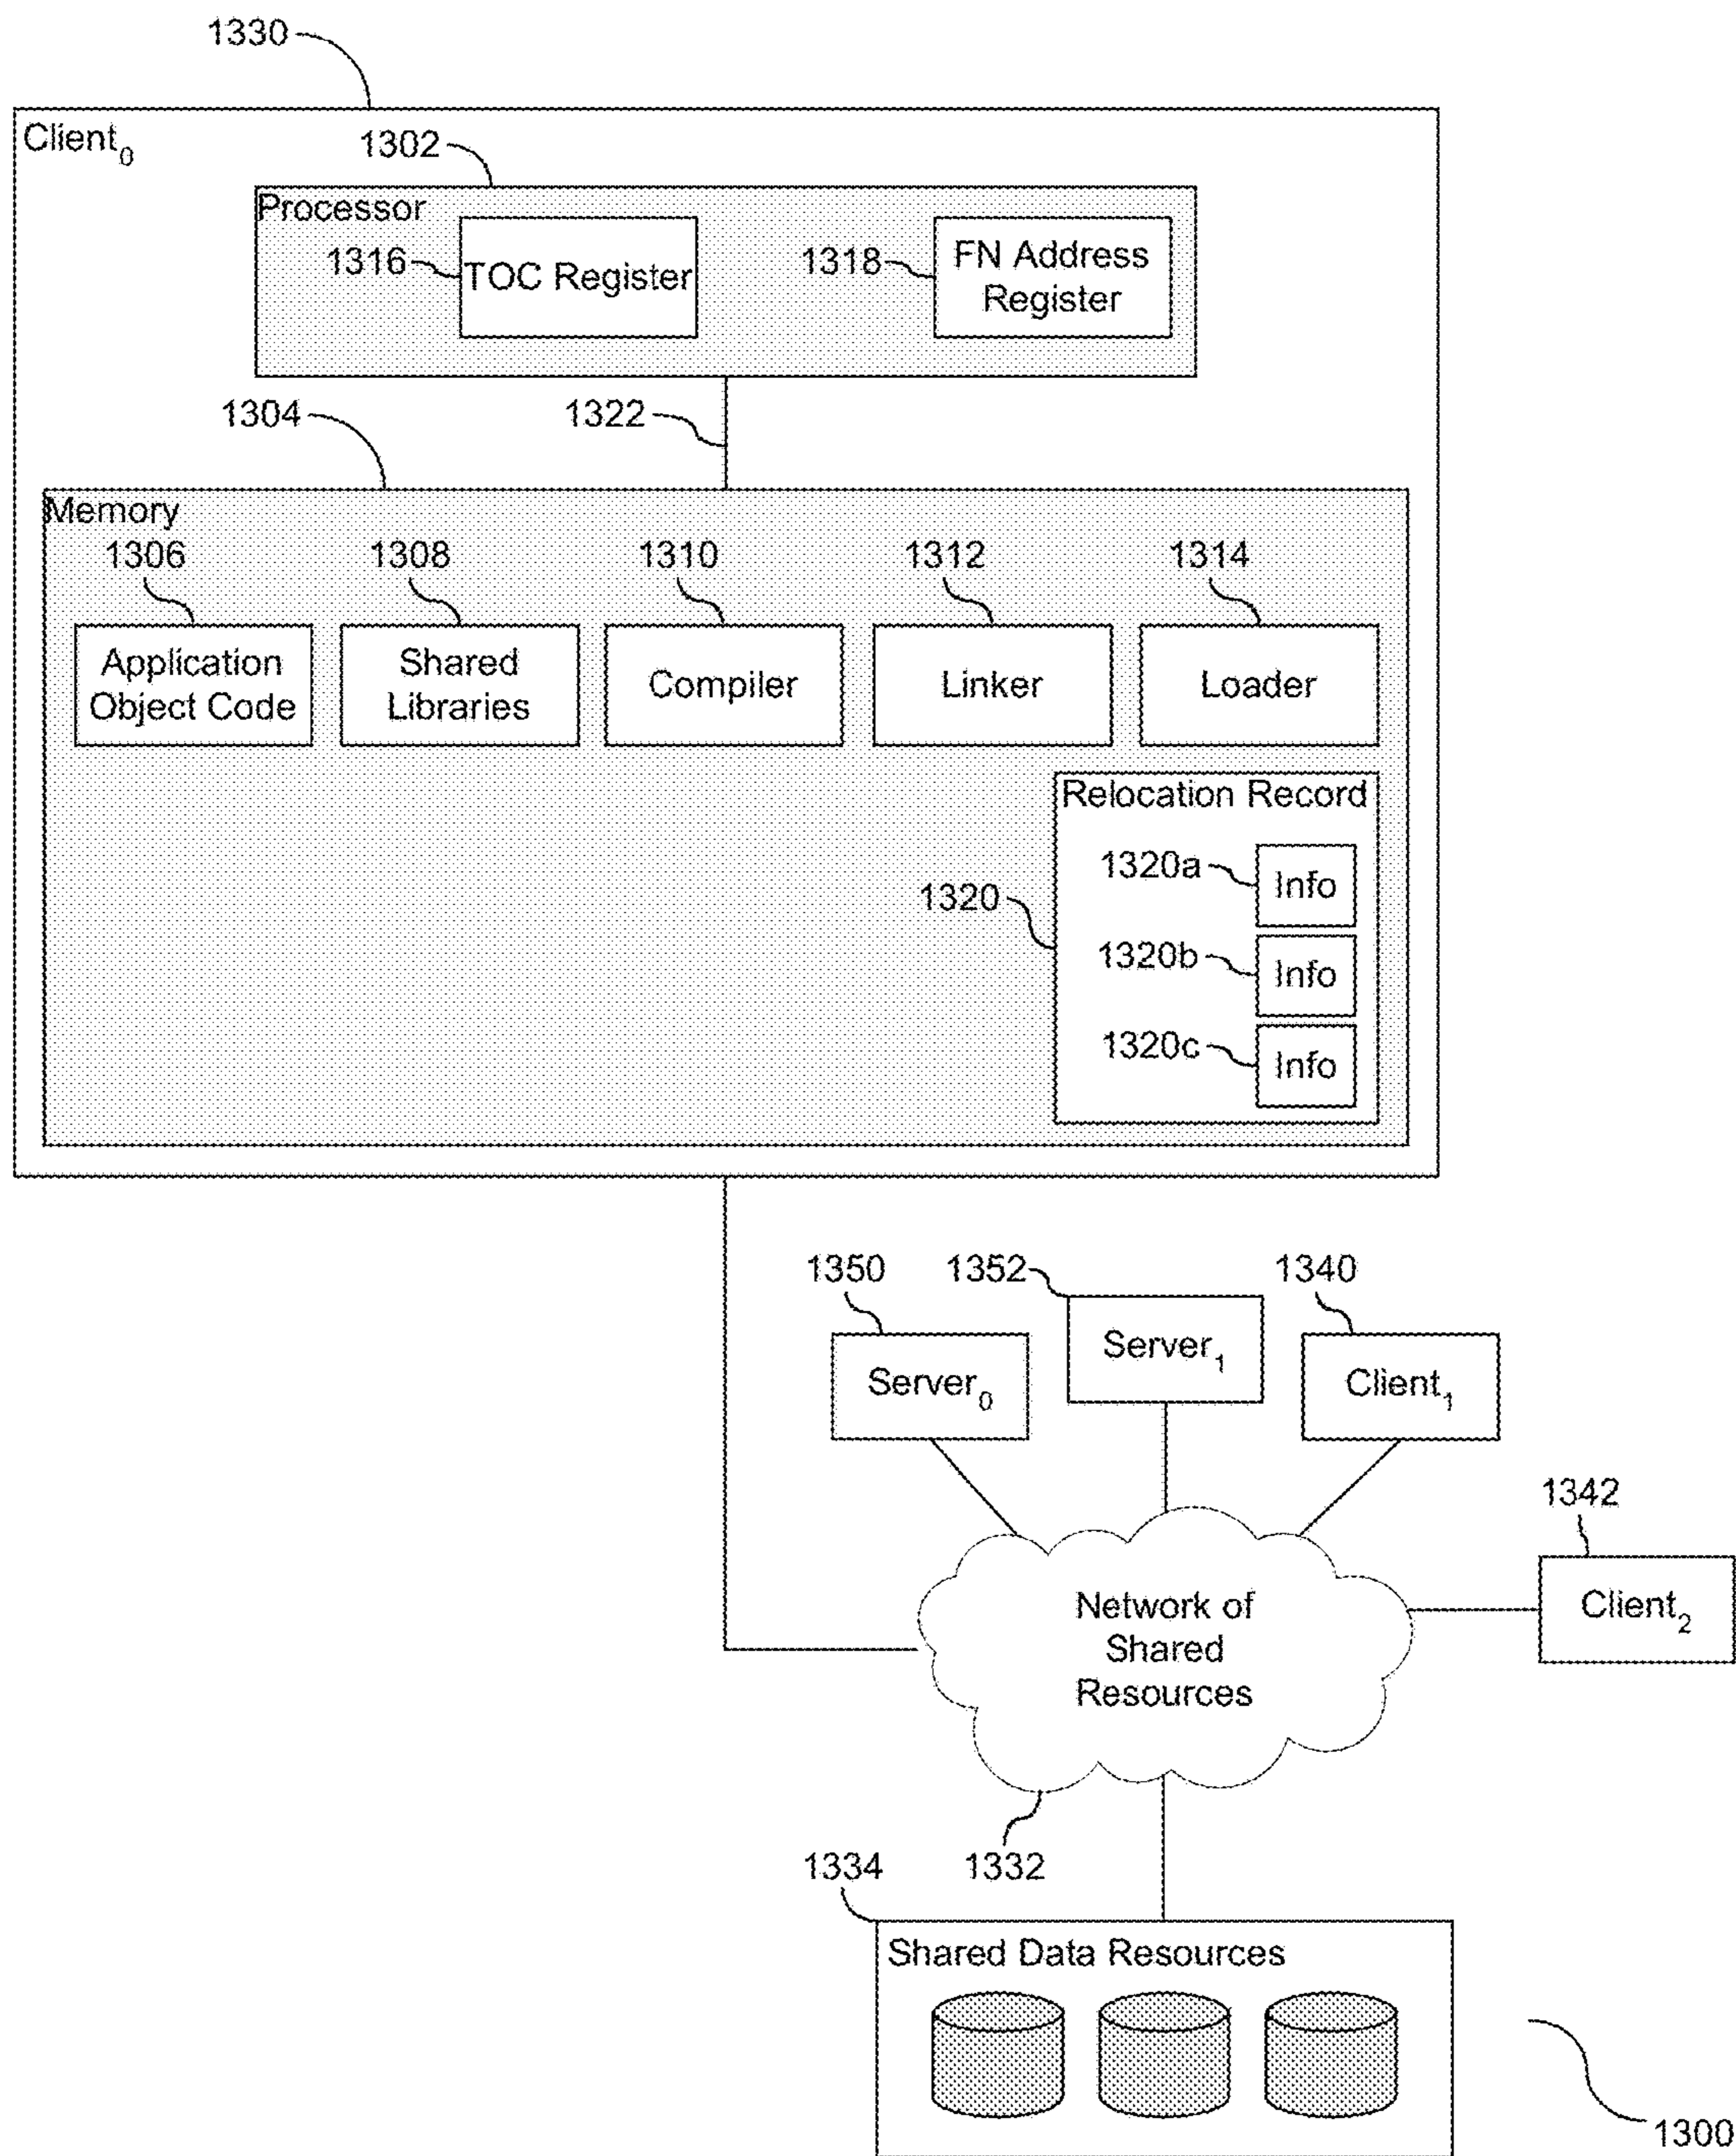 1330
Client0
1302
Processor
1316
TOC Register
1318
FN Address
Register
1304
1322
Memory
1306
1308
1310
1312
1314
Application
Object Code
Shared
Libraries
Compiler
Linker
Loader
Relocation Record
1320
1320a
Info
1320b
Info
1320c
Info
1350
1352
1340
Server0
Server1
Client1
1342
Client2
Network of
Shared
Resources
1334
1332
Shared Data Resources
1300